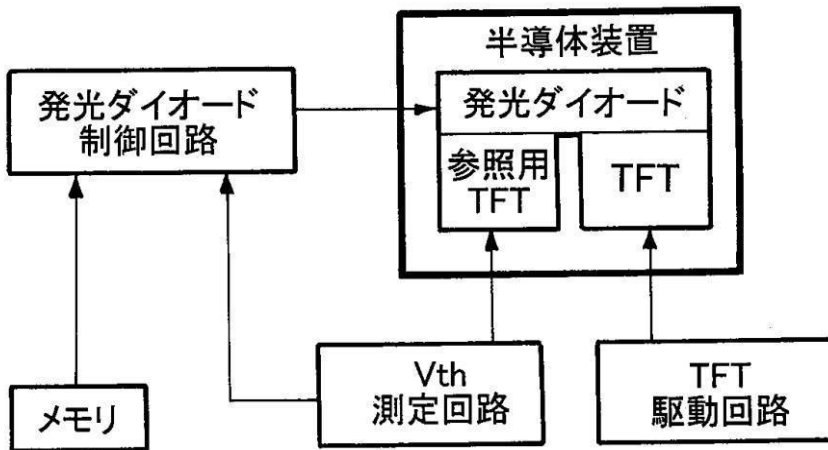 半導体装置
発光ダイオード
制御回路
発光ダイオード
参照用
TFT
TFT
Vth
測定回路
TFT
駆動回路
メモリ